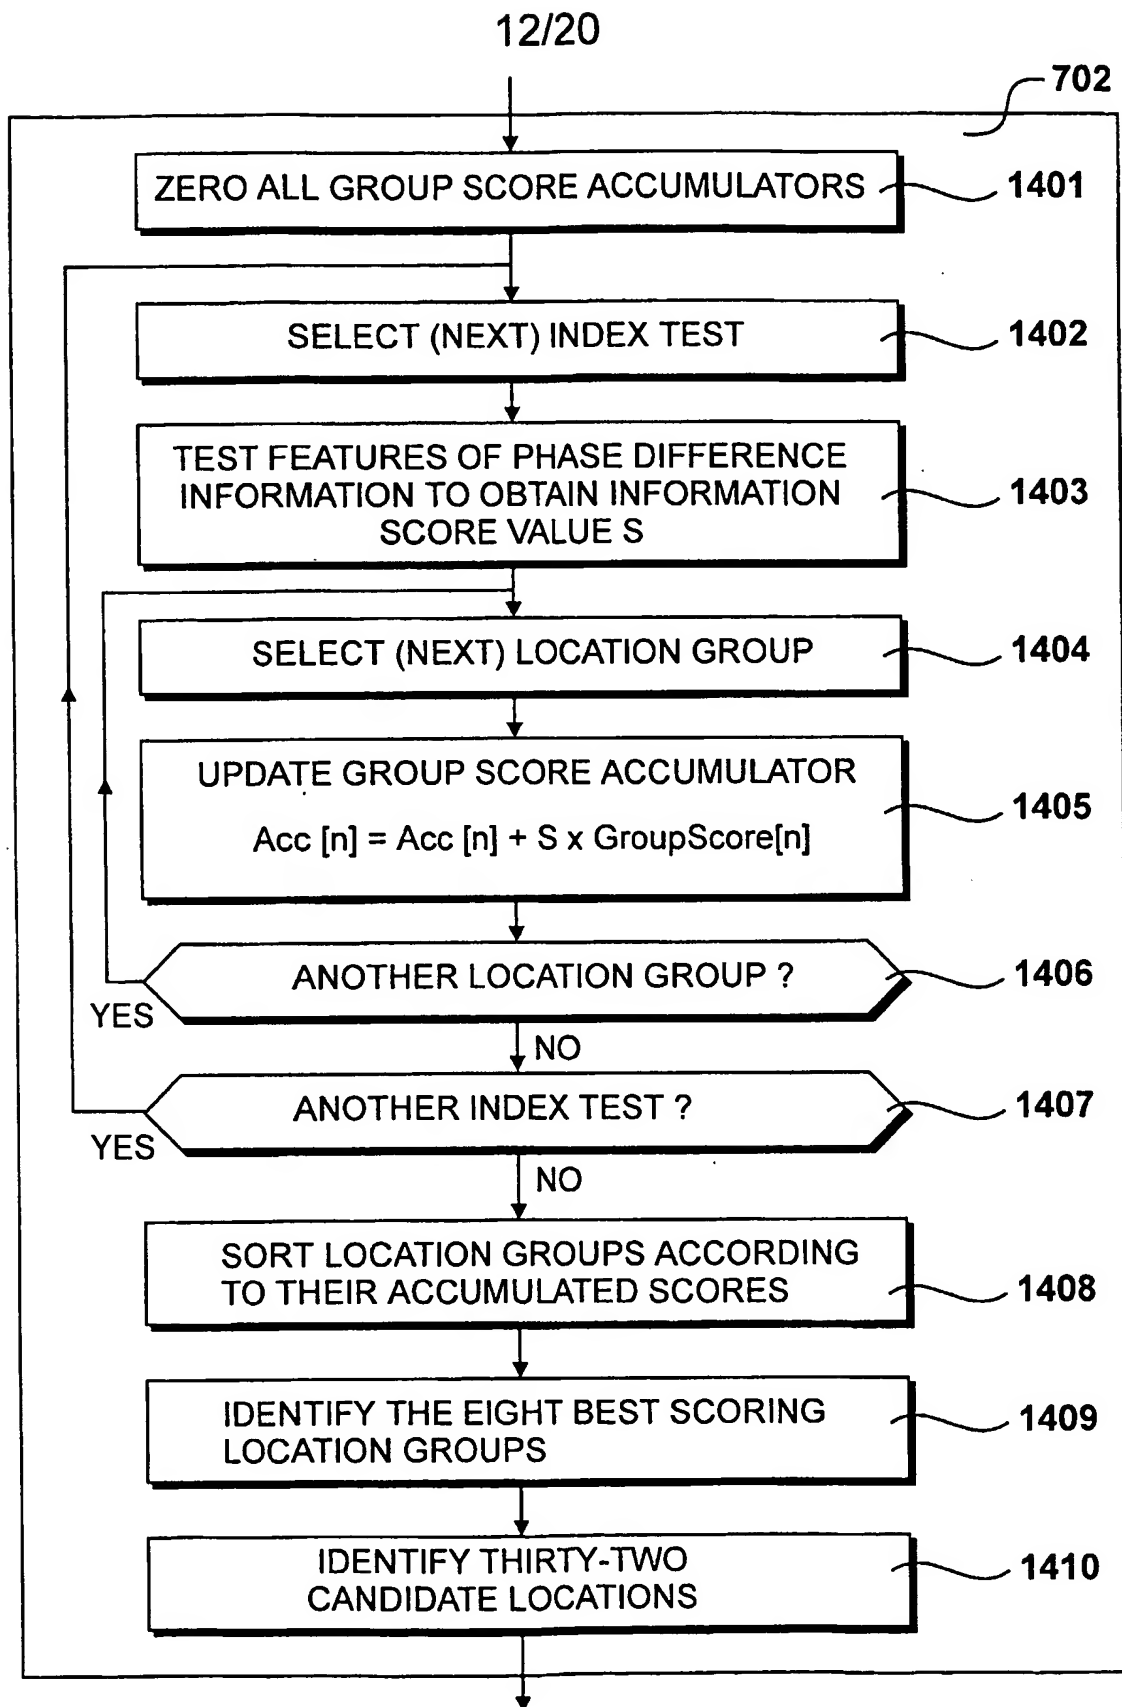 12/20
702
ZERO ALL GROUP SCORE ACCUMULATORS
1401
SELECT (NEXT) INDEX TEST
1402
TEST FEATURES OF PHASE DIFFERENCE
INFORMATION TO OBTAIN INFORMATION
SCORE VALUE S
1403
SELECT (NEXT) LOCATION GROUP
1404
UPDATE GROUP SCORE ACCUMULATOR
Acc [n] = Acc [n] + S x GroupScore[n]
1405
ANOTHER LOCATION GROUP ?
1406
YES
NO
ANOTHER INDEX TEST ?
1407
YES
NO
SORT LOCATION GROUPS ACCORDING
TO THEIR ACCUMULATED SCORES
1408
IDENTIFY THE EIGHT BEST SCORING
LOCATION GROUPS
1409
IDENTIFY THIRTY-TWO
CANDIDATE LOCATIONS
1410